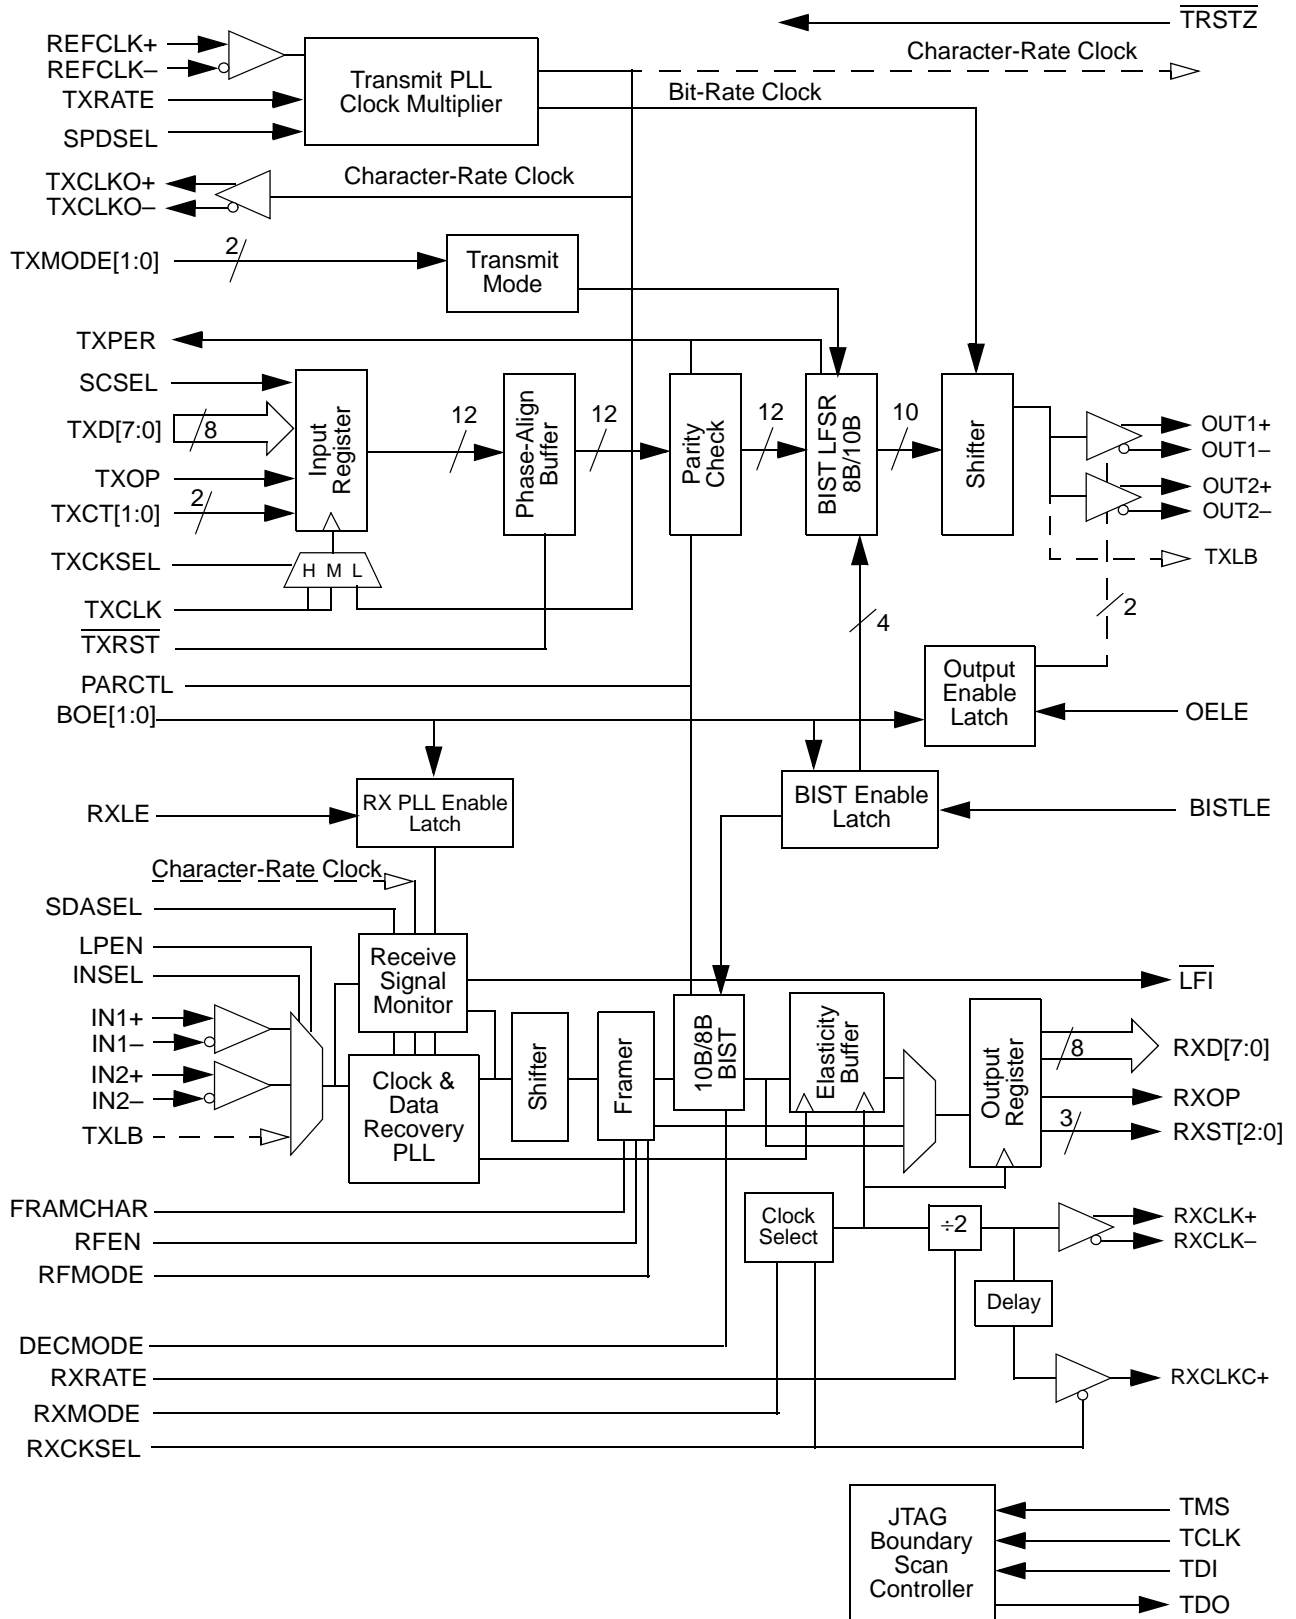 TRSTZ
REFCLK+
REFCLK–
TXRATE
SPDSEL
Transmit PLL
Clock Multiplier
Character-Rate Clock
Bit-Rate Clock
TXCLKO+
TXCLKO–
Character-Rate Clock
TXMODE[1:0]
2
Transmit
Mode
TXPER
SCSEL
TXD[7:0]
8
TXOP
TXCT[1:0]
2
Input
Register
12
Phase-Align
Buffer
12
Parity
Check
12
BIST LFSR
8B/10B
10
Shifter
OUT1+
OUT1–
OUT2+
OUT2–
TXLB
TXCKSEL
H M L
TXCLK
TXRST
4
2
PARCTL
BOE[1:0]
Output
Enable
Latch
OELE
RXLE
RX PLL Enable
Latch
BIST Enable
Latch
BISTLE
Character-Rate Clock
SDASEL
LPEN
INSEL
IN1+
IN1–
IN2+
IN2–
TXLB
Receive
Signal
Monitor
LFI
Clock &
Data
Recovery
PLL
Shifter
Framer
10B/8B
BIST
Elasticity
Buffer
Output
Register
8
RXD[7:0]
RXOP
3
RXST[2:0]
FRAMCHAR
RFEN
RFMODE
Clock
Select
÷2
RXCLK+
RXCLK–
Delay
DECMODE
RXRATE
RXCLKC+
RXMODE
RXCKSEL
JTAG
Boundary
Scan
Controller
TMS
TCLK
TDI
TDO